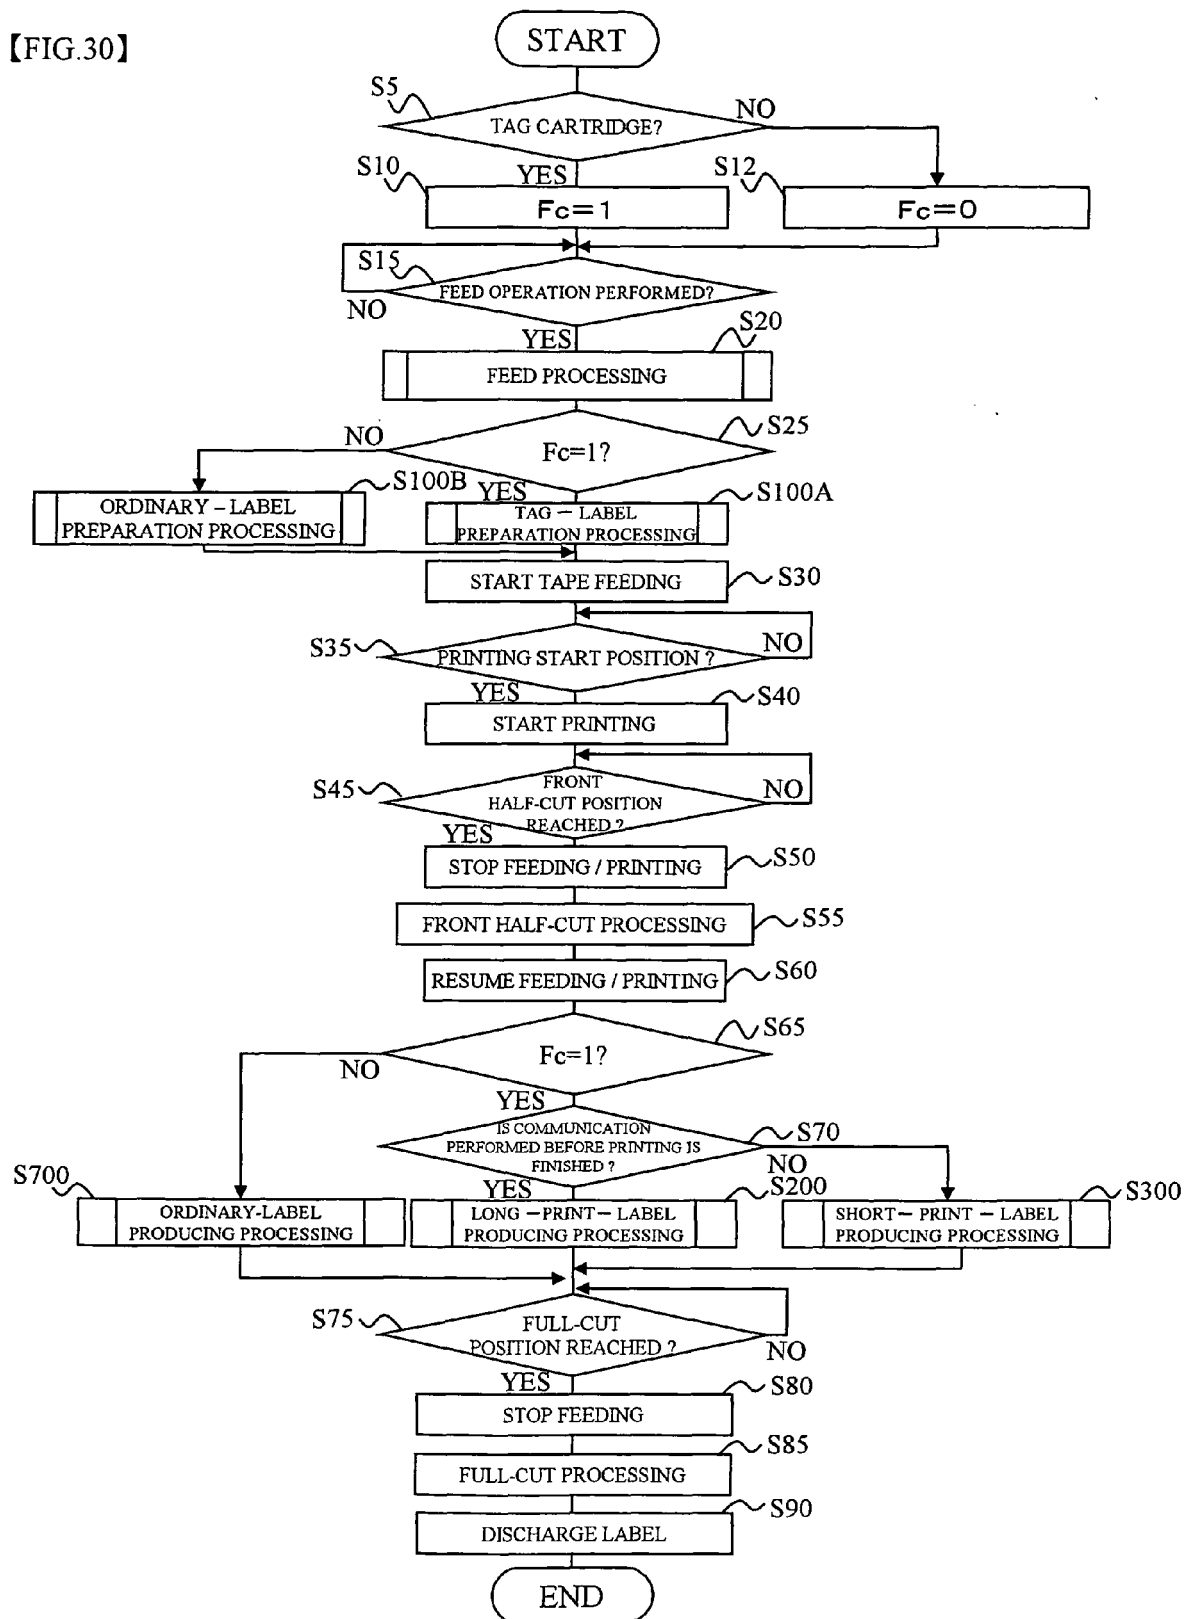 【FIG.30】
START
S5
TAG CARTRIDGE?
NO
YES
S10
Fc=1
S12
Fc=0
S15
FEED OPERATION PERFORMED?
NO
YES
S20
FEED PROCESSING
S25
Fc=1?
NO
YES
S100B
ORDINARY – LABEL
PREPARATION PROCESSING
S100A
TAG – LABEL
PREPARATION PROCESSING
START TAPE FEEDING
S30
S35
PRINTING START POSITION ?
NO
YES
S40
START PRINTING
S45
FRONT
HALF-CUT POSITION
REACHED ?
NO
YES
STOP FEEDING / PRINTING
S50
FRONT HALF-CUT PROCESSING
S55
RESUME FEEDING / PRINTING
S60
S65
Fc=1?
NO
YES
IS COMMUNICATION
PERFORMED BEFORE PRINTING IS
FINISHED ?
S70
NO
YES
S700
ORDINARY-LABEL
PRODUCING PROCESSING
S200
LONG –PRINT–LABEL
PRODUCING PROCESSING
S300
SHORT– PRINT – LABEL
PRODUCING PROCESSING
S75
FULL-CUT
POSITION REACHED ?
NO
YES
S80
STOP FEEDING
S85
FULL-CUT PROCESSING
S90
DISCHARGE LABEL
END